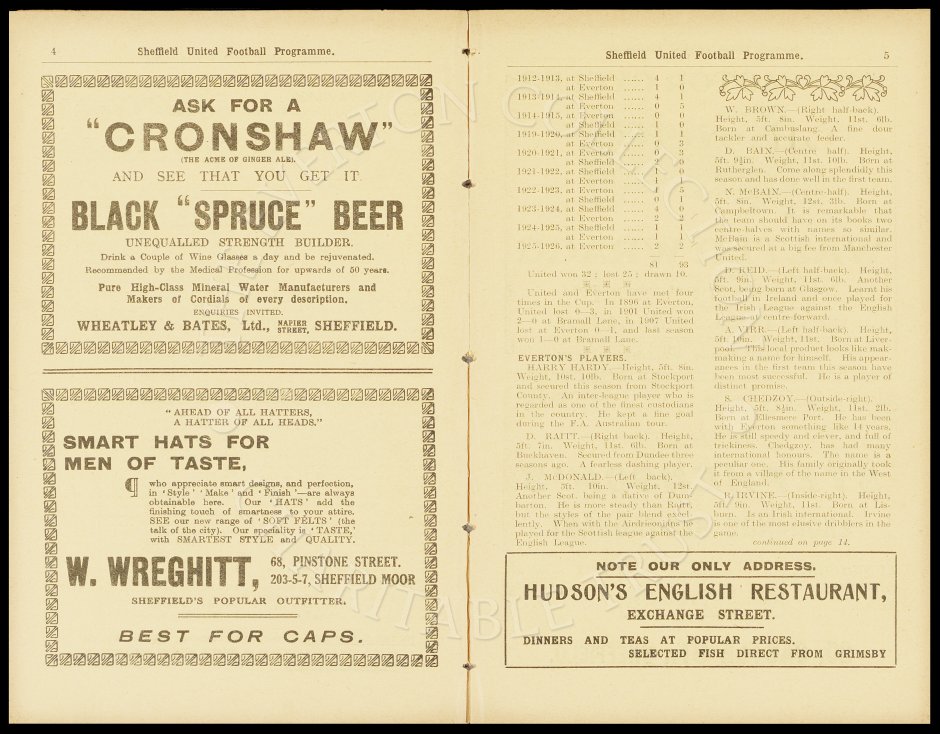 4 Sheffield United Football Programme.
ASK FOR A
"CRONSHAW"
(THE ACME OF GINGER ALE),
AND SEE THAT YOU GET IT.
BLACK "SPRUCE" BEER
UNEQUALLED STRENGTH BUILDER.
Drink a Couple of Wine Glasses a day and be rejuvenated.
Recommended by the Medical Profession for upwards of 50 years.
Pure High-Class Mineral Water Manufacturers and
Makers of Cordials of every description.
ENQUIRIES INVITED.
WHEATLEY & BATES, Ltd., NAPIER STREET, SHEFFIELD.
"AHEAD OF ALL HATTERS,
A HATTER OF ALL HEADS."
SMART HATS FOR
MEN OF TASTE,
¶ who appreciate smart designs, and perfection,
in 'Style' 'Make' and 'Finish'—are always
obtainable here. Our 'HATS' add the
finishing touch of smartness to your attire.
SEE our new range of 'SOFT FELTS' (the
talk of the city). Our speciality is 'TASTE,'
with SMARTEST STYLE and QUALITY.
W. WREGHITT, 68, PINSTONE STREET.
203-5-7, SHEFFIELD MOOR
SHEFFIELD'S POPULAR OUTFITTER.
BEST FOR CAPS.
Sheffield United Football Programme. 5
1912-1913, at Sheffield ...... 4 1
at Everton ...... 1 0
1913-1914, at Sheffield ...... 4 1
at Everton ...... 0 5
1914-1915, at Everton ...... 0 0
at Sheffield ...... 1 0
1919-1920, at Sheffield ...... 1 1
at Everton ...... 0 3
1920-1921, at Everton ...... 0 3
at Sheffield ...... 2
1921-1922, at Sheffield ...... 1 0
at Everton ...... 1 1
1922-1923, at Everton ...... 1 5
at Sheffield ...... 0 1
1923-1924, at Sheffield ...... 4 0
at Everton ...... 2 2
1924-1925, at Sheffield ...... 1 1
at Everton ...... 1 1
1925-1926, at Everton ...... 2 2
81 93
United won 32; lost 25; drawn 10.
United and Everton have met four
times in the Cup. In 1896 at Everton,
United lost 0—3, in 1901 United won
2—0 at Bramall Lane, in 1907 United
lost at Everton 0—1, and last season
won 1—0 at Bramall Lane.
EVERTON'S PLAYERS.
HARRY HARDY. Height, 5ft. 8in.
Weight, 10st. 10lb. Born at Stockport
and secured this season from Stockport
County. An inter-league player who is
regarded as one of the finest custodians
in the country. He kept a fine goal
during the F.A. Australian tour.
D. RAITT.—(Right back). Height,
5ft. 7in. Weight, 11st. 6lb. Born at
Buckhaven. Secured from Dundee three
seasons ago. A fearless dashing player.
J. McDONALD.—(Left back),
Height, 5ft. 10in. Weight, 12st.
Another Scot. being a native of Dum-
barton. He is more steady than Raitt,
but the styles of the pair blend excel-
lently. When with the Airdrieonians he
played for the Scottish league against the
English League.
W. BROWN.—(Right half-back).
Height, 5ft. 8in. Weight, 11st. 6lb.
Born at Cambuslang. A fine dour
tackler and accurate feeder.
D. BAIN.—(Centre half). Height,
5ft. 9½in. Weight, 11st. 10lb. Born at
Rutherglen. Come along splendidly this
season and has done well in the first team.
N. McBAIN.—(Centre-half). Height,
5ft. 8in. Weight, 12st. 3lb. Born at
Campbeltown. It is remarkable that
the team should have on its books two
centre-halves with names so similar.
McBain is a Scottish international and
was secured at a big fee from Manchester
United.
D. REID.—(Left half-back). Height,
5ft. 9in. Weight, 11st. 6lb. Another
Scot, being born at Glasgow. Learnt his
football in Ireland and once played for
the Irish League against the English
League at centre forward.
A. VIRR.—(Left half-back). Height,
5ft. 10in. Weight, 11st. Born at Liver-
pool. This local product looks like mak-
making a name for himself. His appear-
ances in the first team this season have
been most successful. He is a player of
distinct promise.
S. CHEDZOY.—(Outside-right).
Height, 5ft. 8½in. Weight, 11st. 2lb.
Born at Ellesmere Port. He has been
with Everton something like 14 years.
He is still speedy and clever, and full of
trickiness. Chedzgoy, has had many
international honours. The name is a
peculiar one. His family originally took
it from a village of the name in the West
of England.
R. IRVINE.—(Inside-right). Height,
5ft. 9in. Weight, 11st. Born at Lis-
burn. Is an Irish international. Irvine
is one of the most elusive dribblers in the
game.
continued on page 14.
NOTE OUR ONLY ADDRESS.
HUDSON'S ENGLISH RESTAURANT,
EXCHANGE STREET.
DINNERS AND TEAS AT POPULAR PRICES.
SELECTED FISH DIRECT FROM GRIMSBY